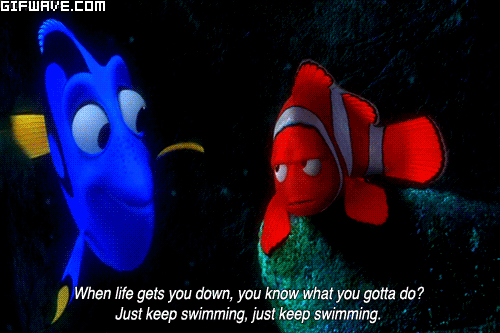 GIFWAVE.COM
When life gets you down, you know what you gotta do?
Just keep swimming, just keep swimming.